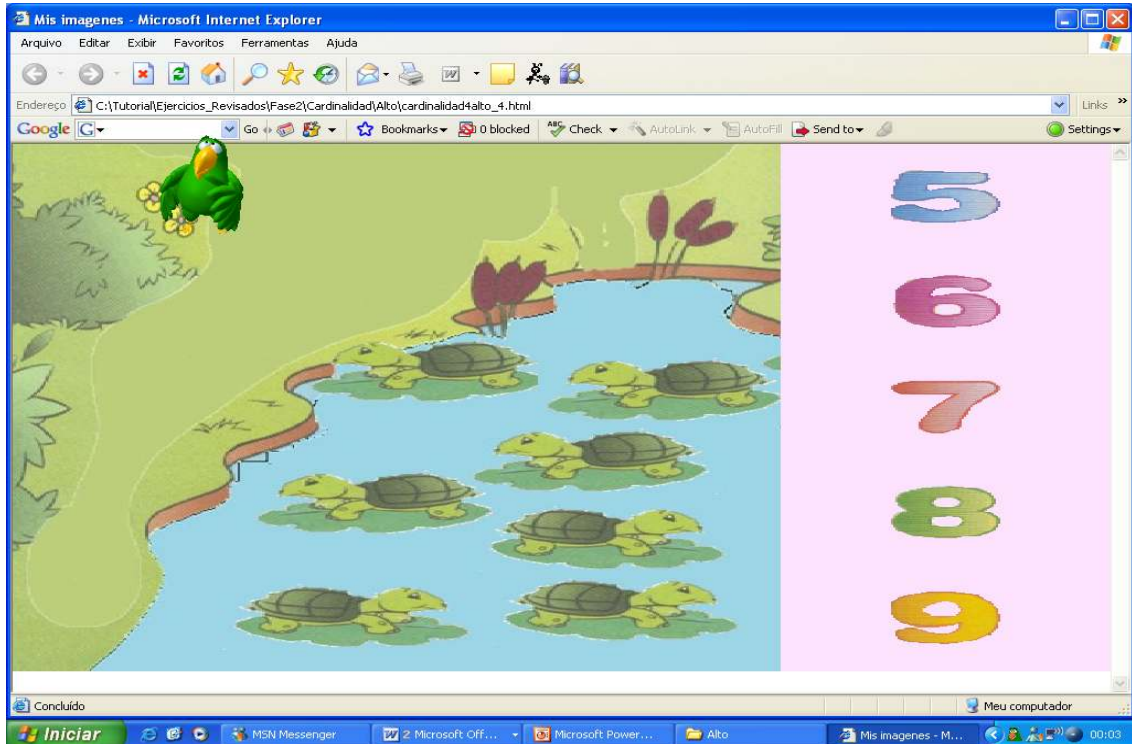 Mis imagenes - Microsoft Internet Explorer
Arquivo Editar Exibir Favoritos Ferramentas Ajuda
Endereço C:\Tutorial\Ejercicios_Revisados\Fase2\Cardinalidad\Alto\cardinalidad4alto_4.html Links »
Google G Go Bookmarks 0 blocked ABC Check AutoLink AutoFill Send to Settings
5
6
7
8
9
Concluído Meu computador
Iniciar MSN Messenger 2 Microsoft Off... Microsoft Power... Alto Mis imagenes - M... 00:03